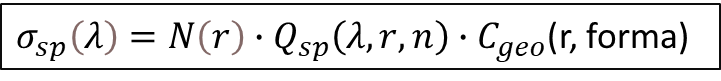 σ_sp(λ) = N(r) · Q_sp(λ, r, n) · C_geo(r, forma)